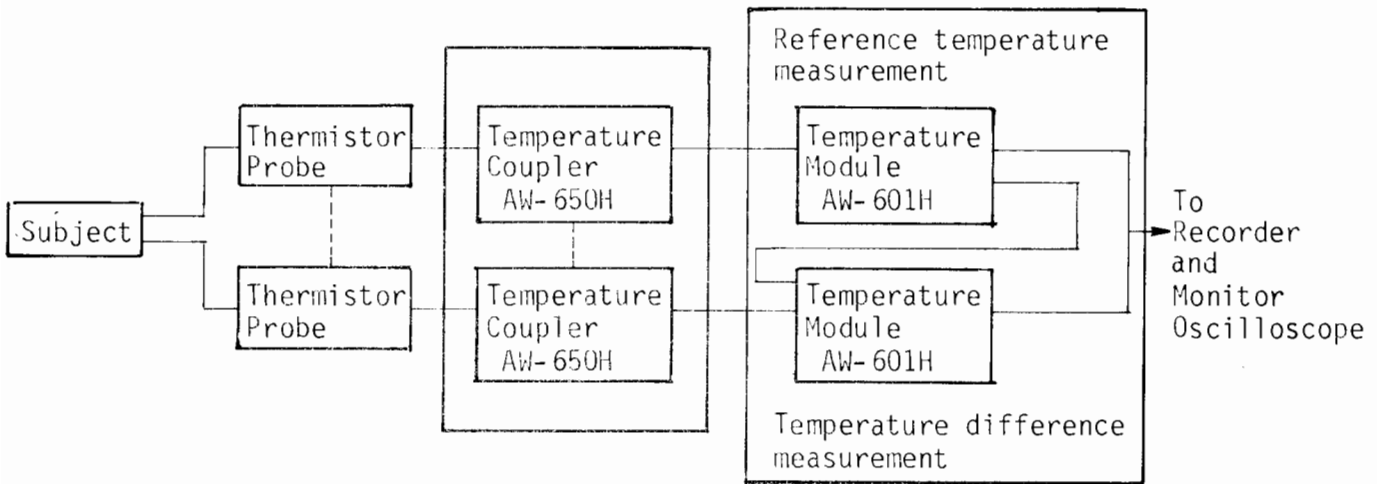 Reference temperature
measurement
Thermistor
Probe
Temperature
Coupler
AW-650H
Temperature
Module
AW-601H
Subject
To
Recorder
and
Monitor
Oscilloscope
Thermistor
Probe
Temperature
Coupler
AW-650H
Temperature
Module
AW-601H
Temperature difference
measurement